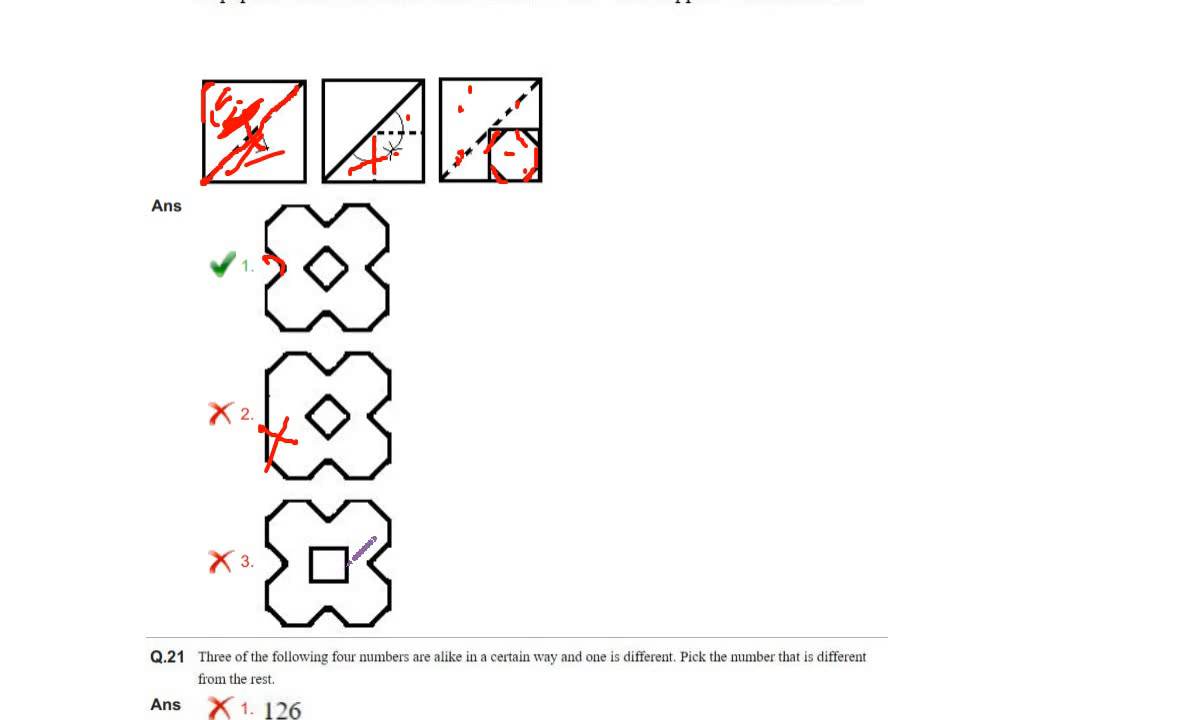 Ans
1.
2.
3.
Q.21 Three of the following four numbers are alike in a certain way and one is different. Pick the number that is different
from the rest.
Ans 1. 126